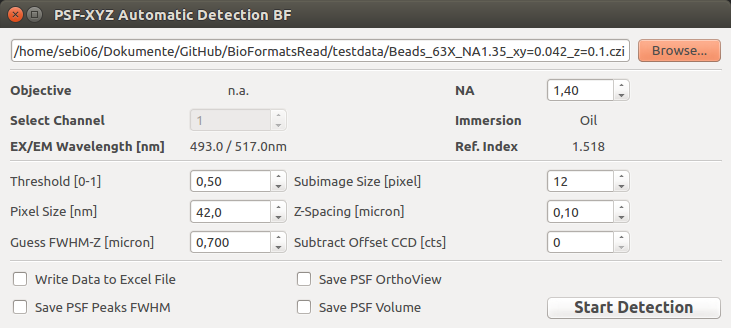 PSF-XYZ Automatic Detection BF
/home/sebi06/Dokumente/GitHub/BioFormatsRead/testdata/Beads_63X_NA1.35_xy=0.042_z=0.1.czi Browse...
Objective n.a. NA 1,40
Select Channel 1 Immersion Oil
EX/EM Wavelength [nm] 493.0 / 517.0nm Ref. Index 1.518
Threshold [0-1] 0,50 Subimage Size [pixel] 12
Pixel Size [nm] 42,0 Z-Spacing [micron] 0,10
Guess FWHM-Z [micron] 0,700 Subtract Offset CCD [cts] 0
Write Data to Excel File Save PSF OrthoView
Save PSF Peaks FWHM Save PSF Volume Start Detection